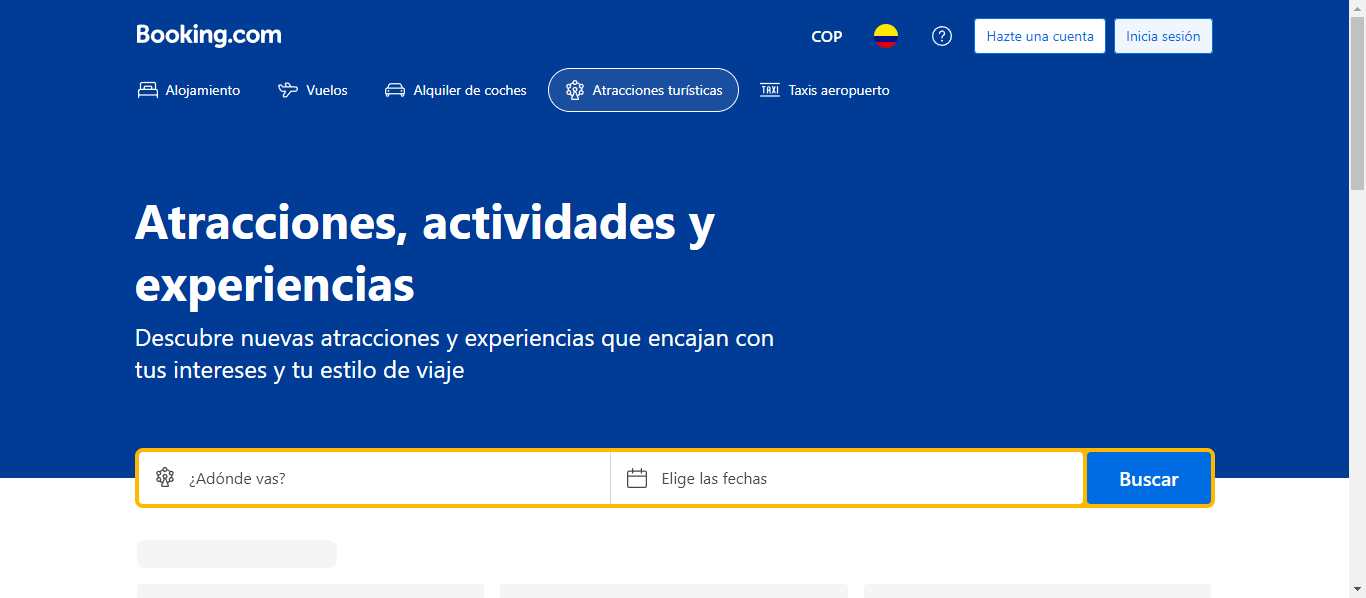 Booking.com
COP
Hazte una cuenta
Inicia sesión
Alojamiento
Vuelos
Alquiler de coches
Atracciones turísticas
TAXI
Taxis aeropuerto
Atracciones, actividades y
experiencias
Descubre nuevas atracciones y experiencias que encajan con
tus intereses y tu estilo de viaje
¿Adónde vas?
Elige las fechas
Buscar